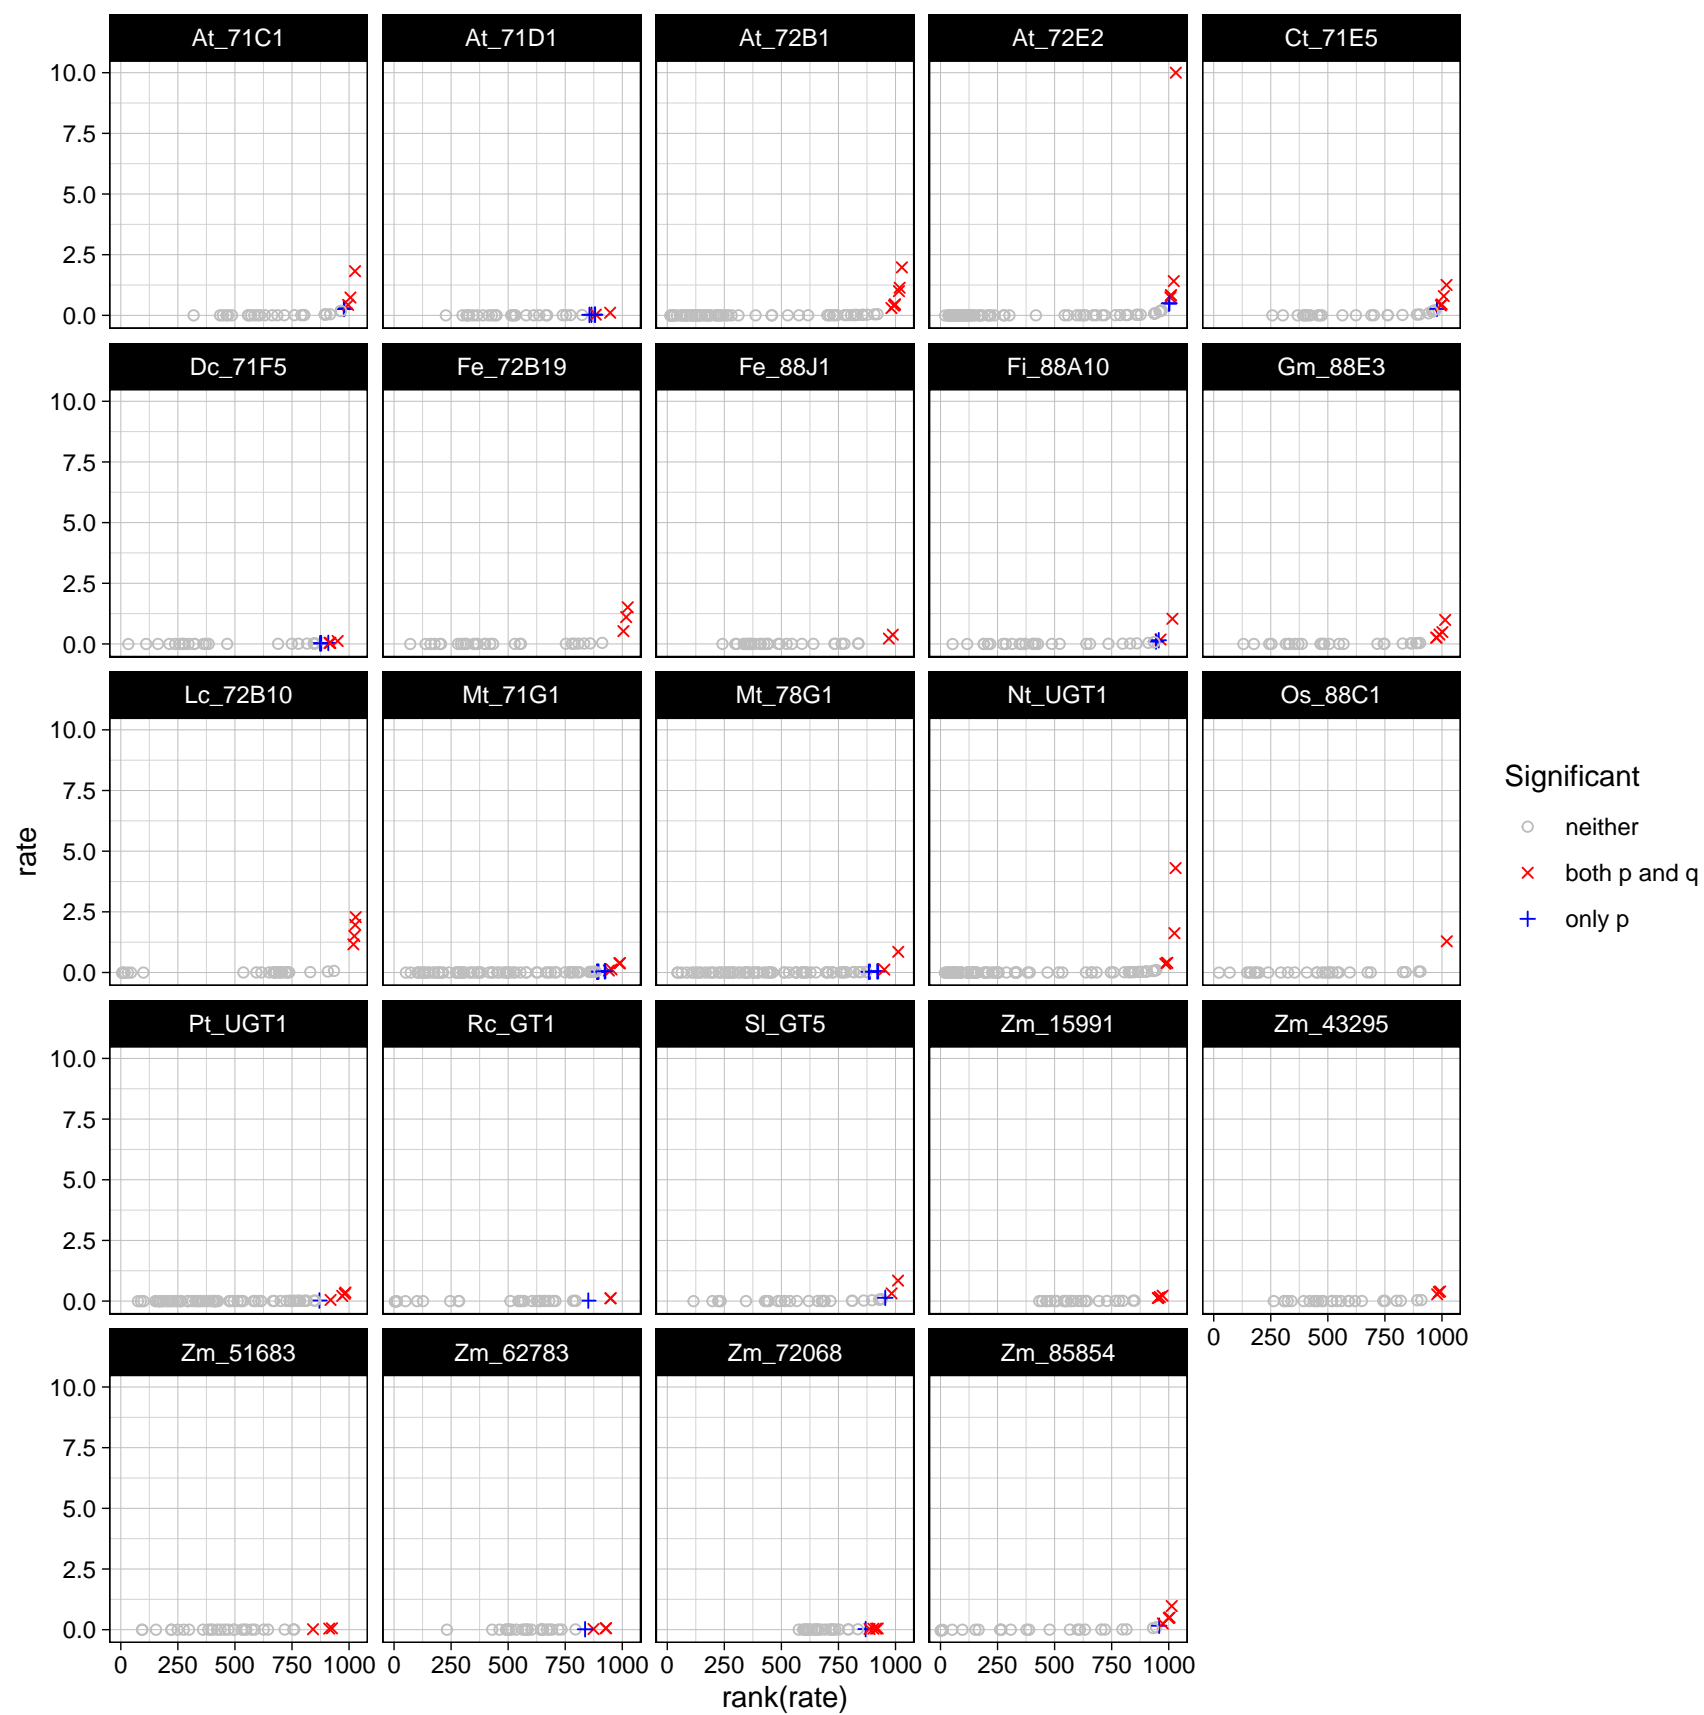 At_71C1 At_71D1 At_72B1 At_72E2 Ct_71E5
10.0
7.5
5.0
2.5
0.0
Dc_71F5 Fe_72B19 Fe_88J1 Fi_88A10 Gm_88E3
10.0
7.5
5.0
2.5
0.0
Lc_72B10 Mt_71G1 Mt_78G1 Nt_UGT1 Os_88C1
10.0
7.5
5.0
2.5
0.0
rate
Pt_UGT1 Rc_GT1 Sl_GT5 Zm_15991 Zm_43295
10.0
7.5
5.0
2.5
0.0
0 250 500 750 1000
Zm_51683 Zm_62783 Zm_72068 Zm_85854
10.0
7.5
5.0
2.5
0.0
0 250 500 750 1000 0 250 500 750 1000 0 250 500 750 1000 0 250 500 750 1000
rank(rate)
Significant
neither
both p and q
only p